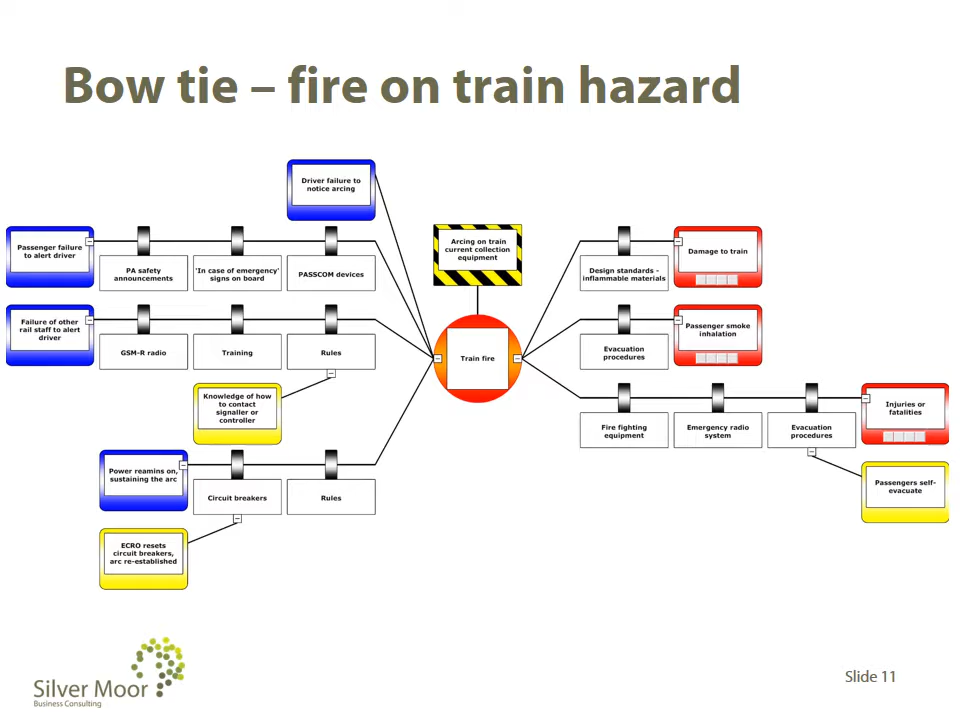 Bow tie – fire on train hazard
Driver failure to
notice arcing
Passenger failure
to alert driver
PA safety
announcements
'In case of emergency'
signs on board
PASSCOM devices
Arcing on train
current collection
equipment
Design standards -
inflammable materials
Damage to train
Failure of other
rail staff to alert
driver
GSM-R radio
Training
Rules
Train fire
Evacuation
procedures
Passenger smoke
inhalation
Knowledge of how
to contact
signaller or
controller
Fire fighting
equipment
Emergency radio
system
Evacuation
procedures
Injuries or
fatalities
Power reamins on,
sustaining the arc
Circuit breakers
Rules
Passengers self-
evacuate
ECRO resets
circuit breakers,
arc re-established
Silver Moor
Business Consulting
Slide 11